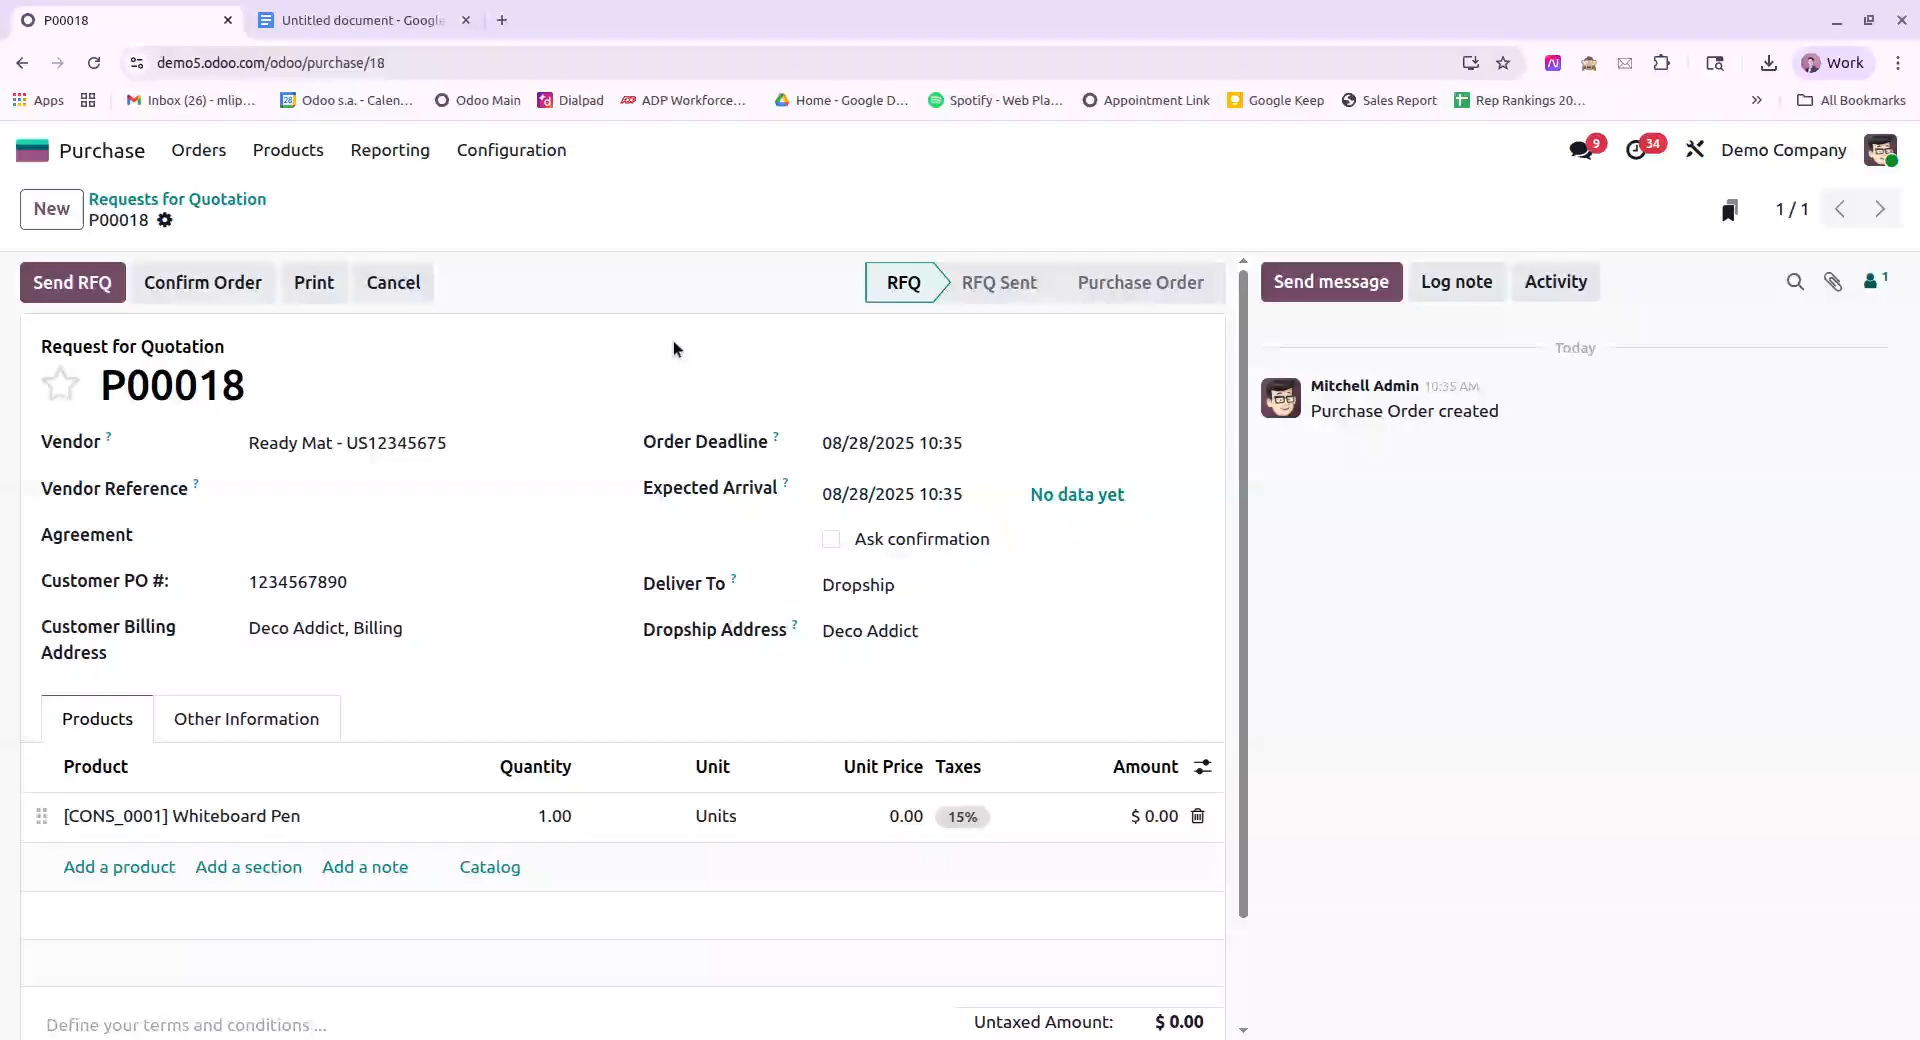 P00018
Untitled document - Google
demo5.odoo.com/odoo/purchase/18
Work
Apps
Inbox (26) - mlip...
Odoo s.a. - Calen...
Odoo Main
Dialpad
ADP Workforce...
Home - Google D...
Spotify - Web Pla...
Appointment Link
Google Keep
Sales Report
Rep Rankings 20...
All Bookmarks
Purchase
Orders
Products
Reporting
Configuration
9
34
Demo Company
New
Requests for Quotation
P00018
1 / 1
Send RFQ
Confirm Order
Print
Cancel
RFQ
RFQ Sent
Purchase Order
Send message
Log note
Activity
1
Request for Quotation
P00018
Today
Mitchell Admin 10:35 AM
Purchase Order created
Vendor ?
Ready Mat - US12345675
Order Deadline ?
08/28/2025 10:35
Vendor Reference ?
Expected Arrival ?
08/28/2025 10:35
No data yet
Agreement
Ask confirmation
Customer PO #:
1234567890
Deliver To ?
Dropship
Customer Billing
Address
Deco Addict, Billing
Dropship Address ?
Deco Addict
Products
Other Information
Product
Quantity
Unit
Unit Price
Taxes
Amount
[CONS_0001] Whiteboard Pen
1.00
Units
0.00
15%
$ 0.00
Add a product
Add a section
Add a note
Catalog
Define your terms and conditions ...
Untaxed Amount:
$ 0.00